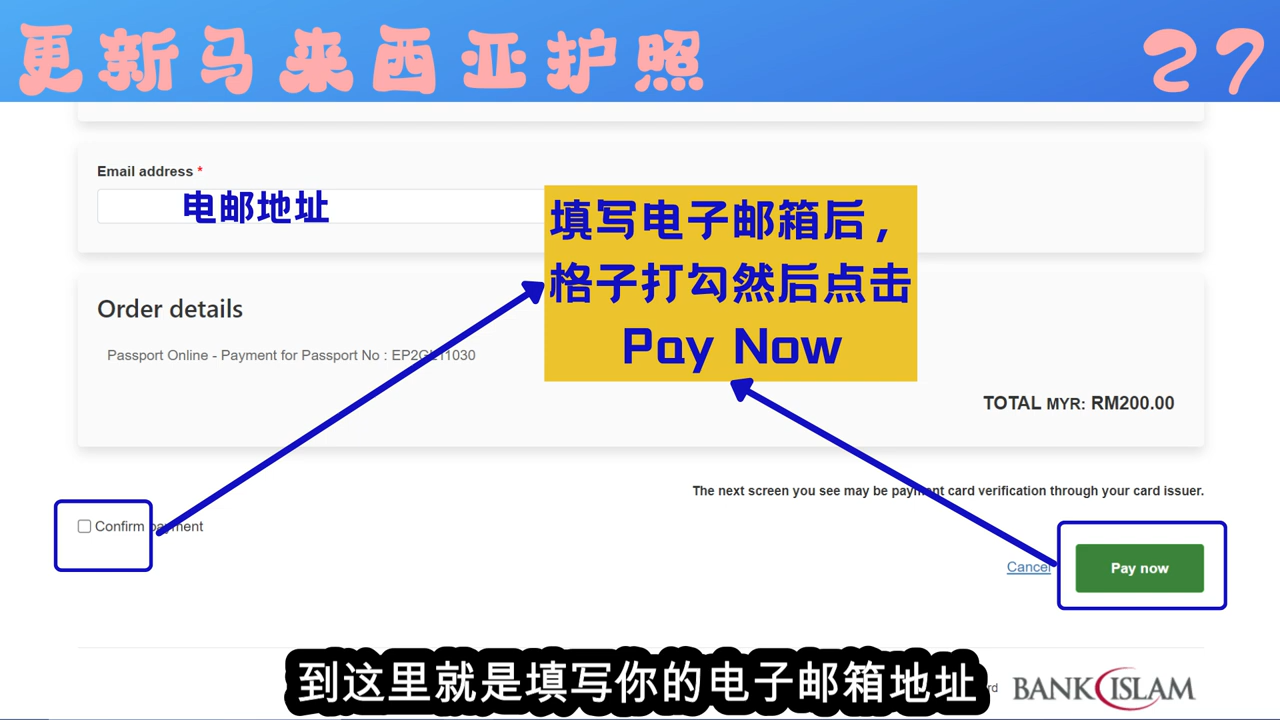 更新马来西亚护照
27
Email address *
电邮地址
填写电子邮箱后，
格子打勾然后点击
Pay Now
Order details
Passport Online - Payment for Passport No :
TOTAL MYR: RM200.00
The next screen you see may be payment card verification through your card issuer.
Confirm payment
Cancel
Pay now
到这里就是填写你的电子邮箱地址
BANK ISLAM